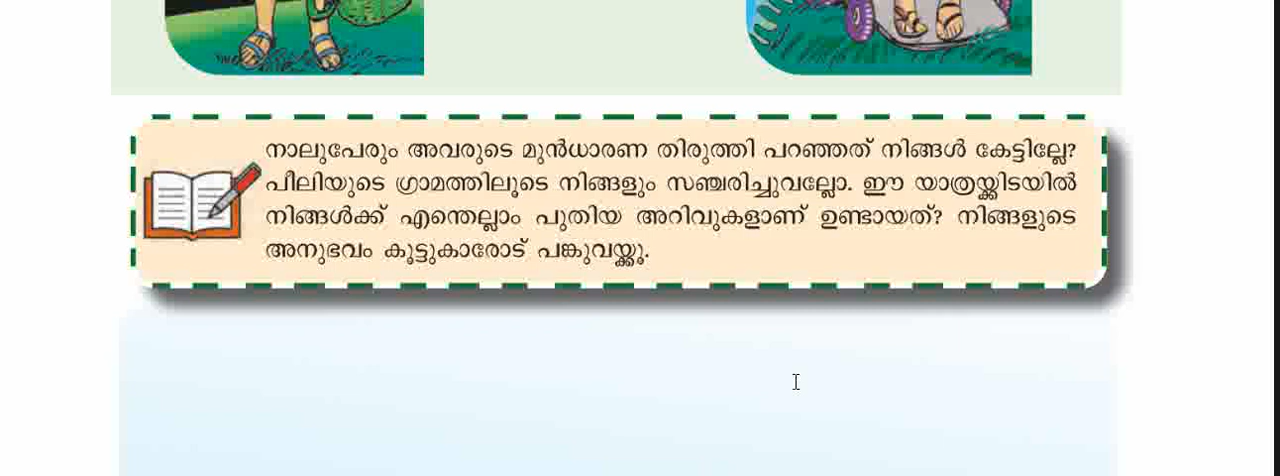 നാലുപേരും അവരുടെ മുൻധാരണ തിരുത്തി പറഞ്ഞത് നിങ്ങൾ കേട്ടില്ലേ?
പീലിയുടെ ഗ്രാമത്തിലൂടെ നിങ്ങളും സഞ്ചരിച്ചുവല്ലോ. ഈ യാത്രയ്ക്കിടയിൽ
നിങ്ങൾക്ക് എന്തെല്ലാം പുതിയ അറിവുകളാണ് ഉണ്ടായത്? നിങ്ങളുടെ
അനുഭവം കൂട്ടുകാരോട് പങ്കുവയ്ക്കൂ.